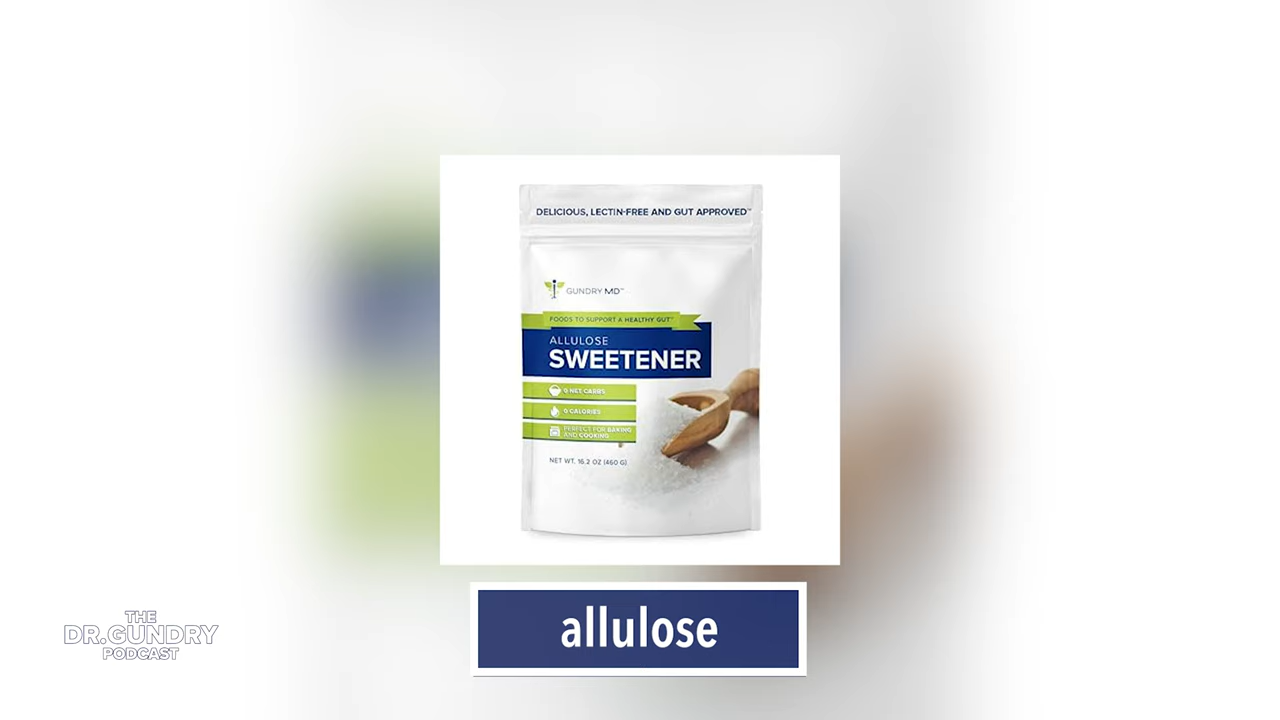 DELICIOUS, LECTIN-FREE AND GUT APPROVED™
GUNDRY MD™
FOODS TO SUPPORT A HEALTHY GUT™
ALLULOSE
SWEETENER
0 NET CARBS
0 CALORIES
PERFECT FOR BAKING
AND COOKING
NET WT. 16.2 OZ (460 G)
allulose
THE
DR.GUNDRY
PODCAST